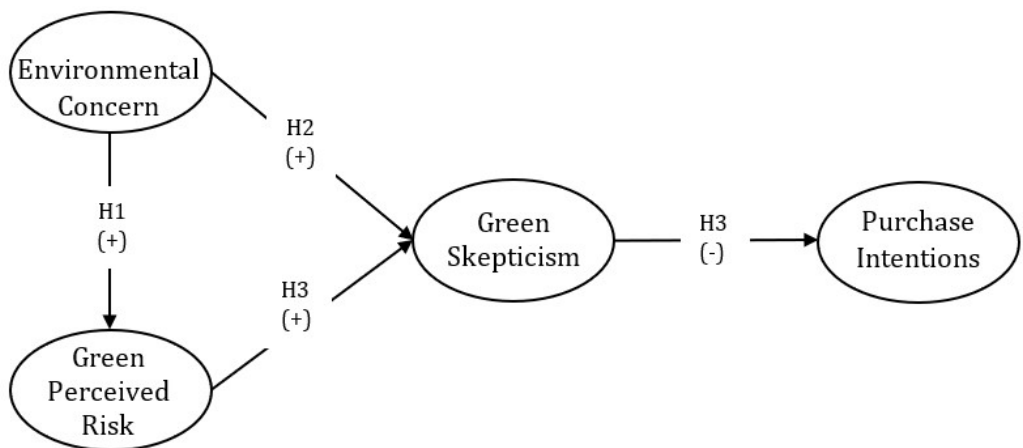 Environmental
Concern
H2
(+)
H1
(+)
Green
Skepticism
H3
(-)
Purchase
Intentions
H3
(+)
Green
Perceived
Risk